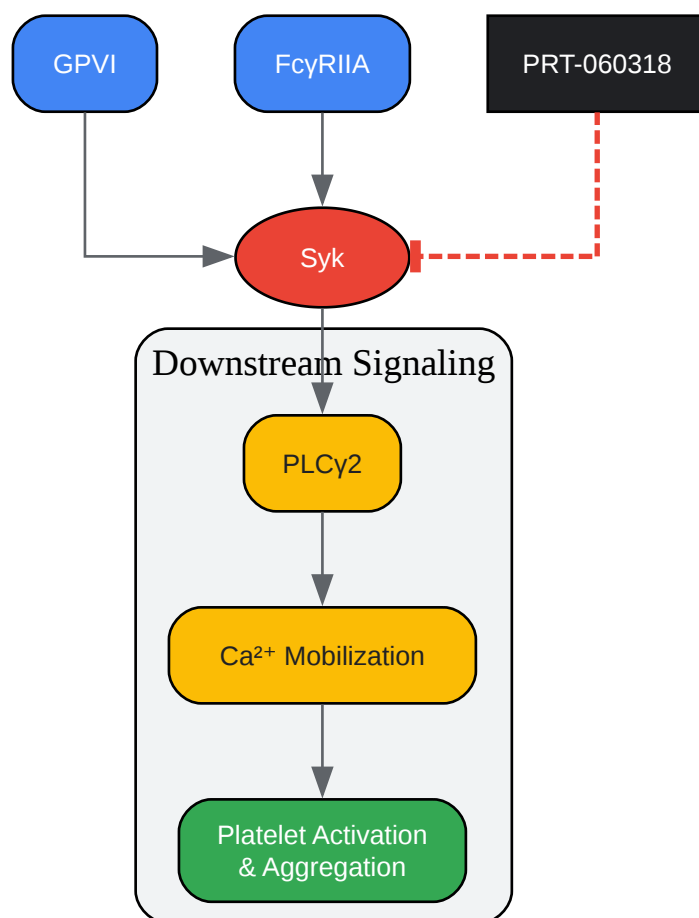 GPVI
FcγRIIA
PRT-060318
Syk
Downstream Signaling
PLCγ2
Ca²⁺ Mobilization
Platelet Activation
& Aggregation